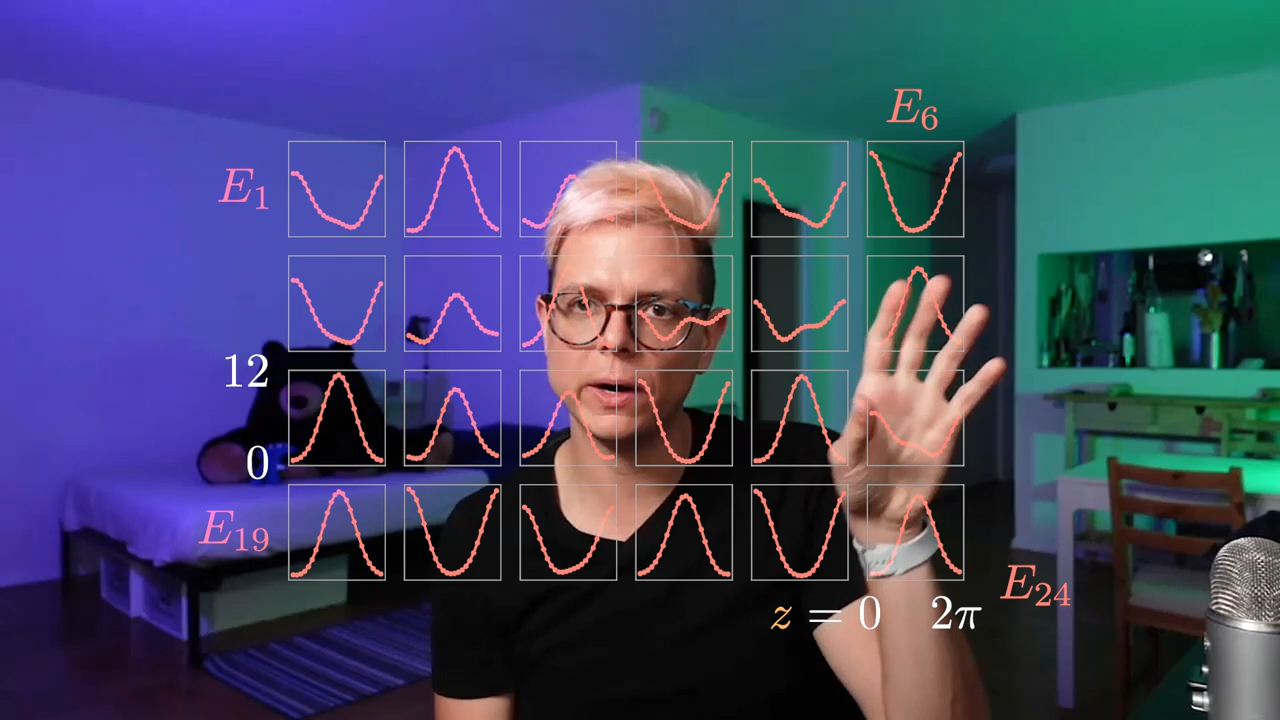 E₆
E₁
12
0
E₁₉
E₂₄
z = 0 2π